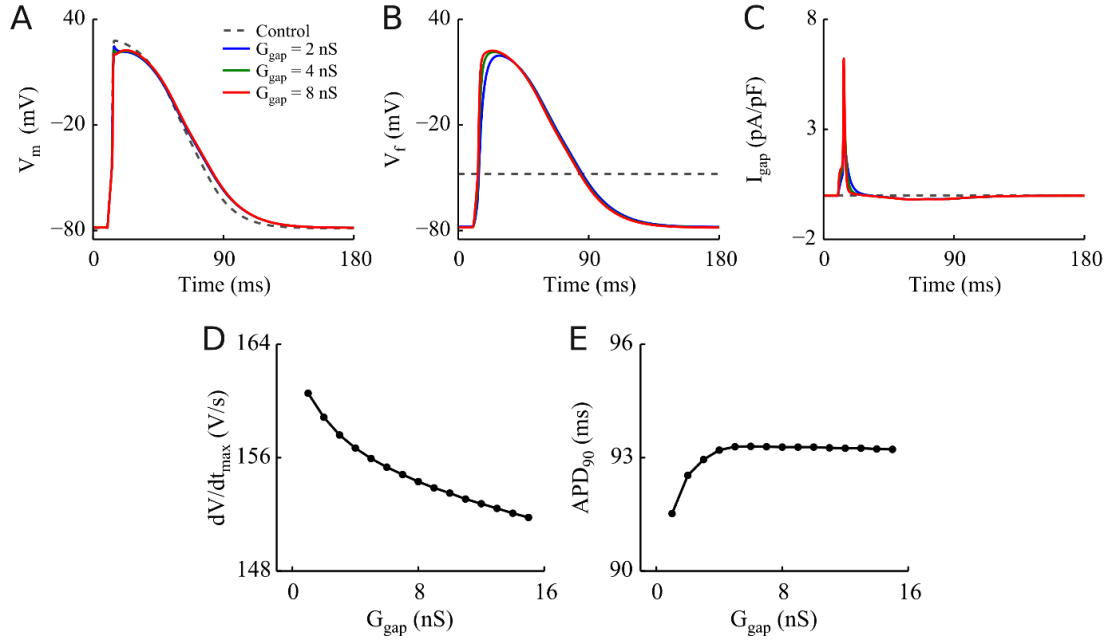 A
40
−20
−80
V_m (mV)
0
90
180
Time (ms)
Control
G_gap = 2 nS
G_gap = 4 nS
G_gap = 8 nS
B
40
−20
−80
V_f (mV)
0
90
180
Time (ms)
C
8
3
−2
I_gap (pA/pF)
0
90
180
Time (ms)
D
164
156
148
dV/dt_max (V/s)
0
8
16
G_gap (nS)
E
96
93
90
APD_90 (ms)
0
8
16
G_gap (nS)